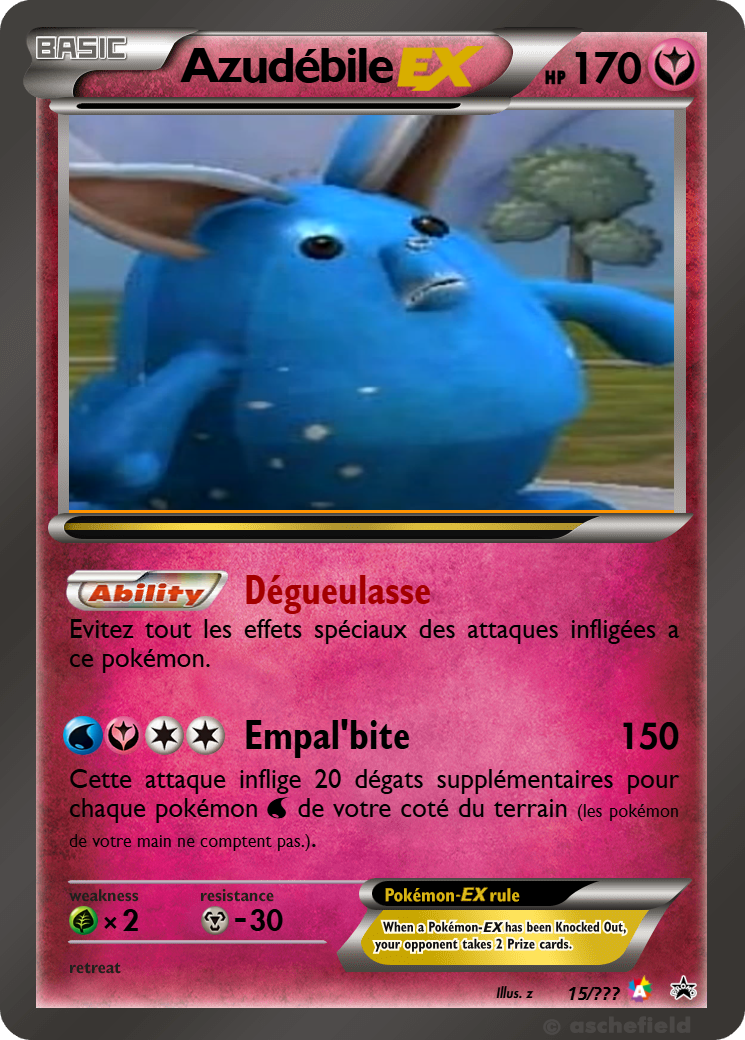 BASIC
Azudébile EX HP 170
Ability Dégueulasse
Evitez tout les effets spéciaux des attaques infligées a
ce pokémon.
Empal'bite 150
Cette attaque inflige 20 dégats supplémentaires pour
chaque pokémon de votre coté du terrain (les pokémon
de votre main ne comptent pas.).
weakness resistance
×2 -30
retreat
Pokémon-EX rule
When a Pokémon-EX has been Knocked Out,
your opponent takes 2 Prize cards.
Illus. z 15/??? A
© aschefield